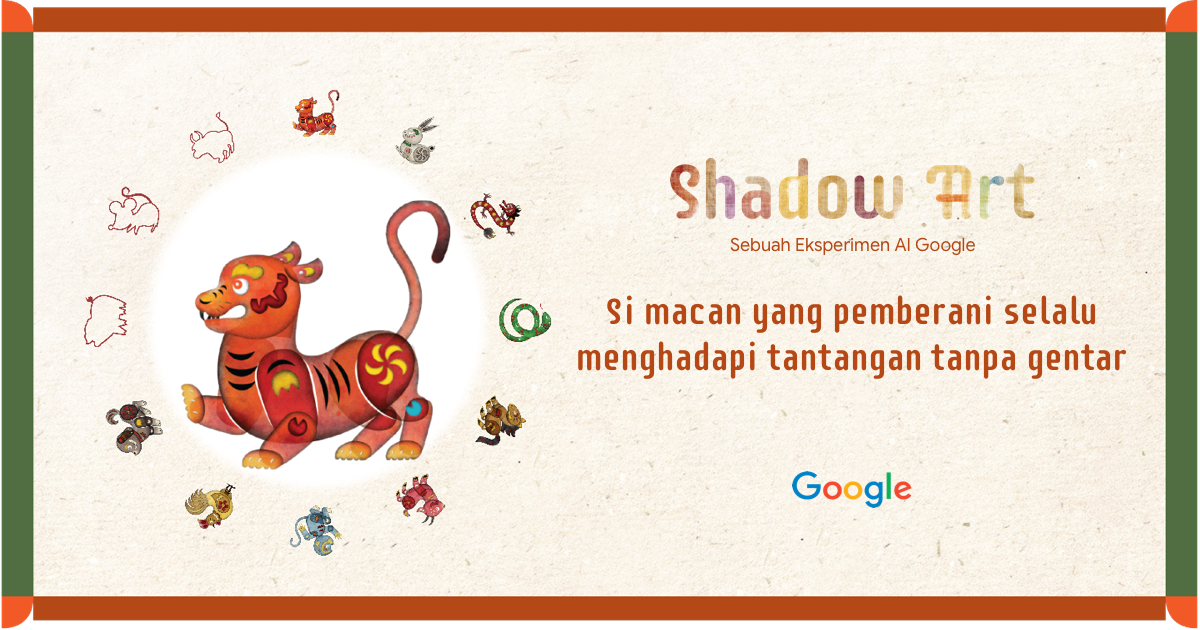 Shadow Art
Sebuah Eksperimen AI Google
Si macan yang pemberani selalu
menghadapi tantangan tanpa gentar
Google